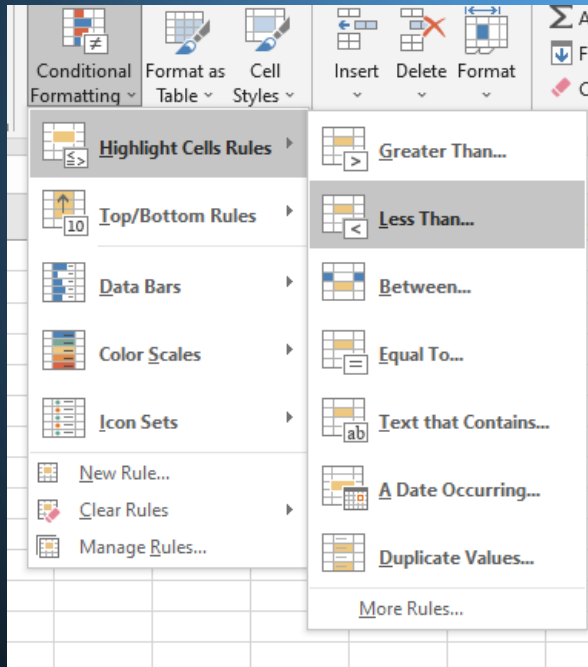 Conditional
Formatting
Format as
Table
Cell
Styles
Insert
Delete
Format
Highlight Cells Rules
Top/Bottom Rules
10
Data Bars
Color Scales
Icon Sets
New Rule...
Clear Rules
Manage Rules...
Greater Than...
Less Than...
Between...
Equal To...
Text that Contains...
ab
A Date Occurring...
Duplicate Values...
More Rules...